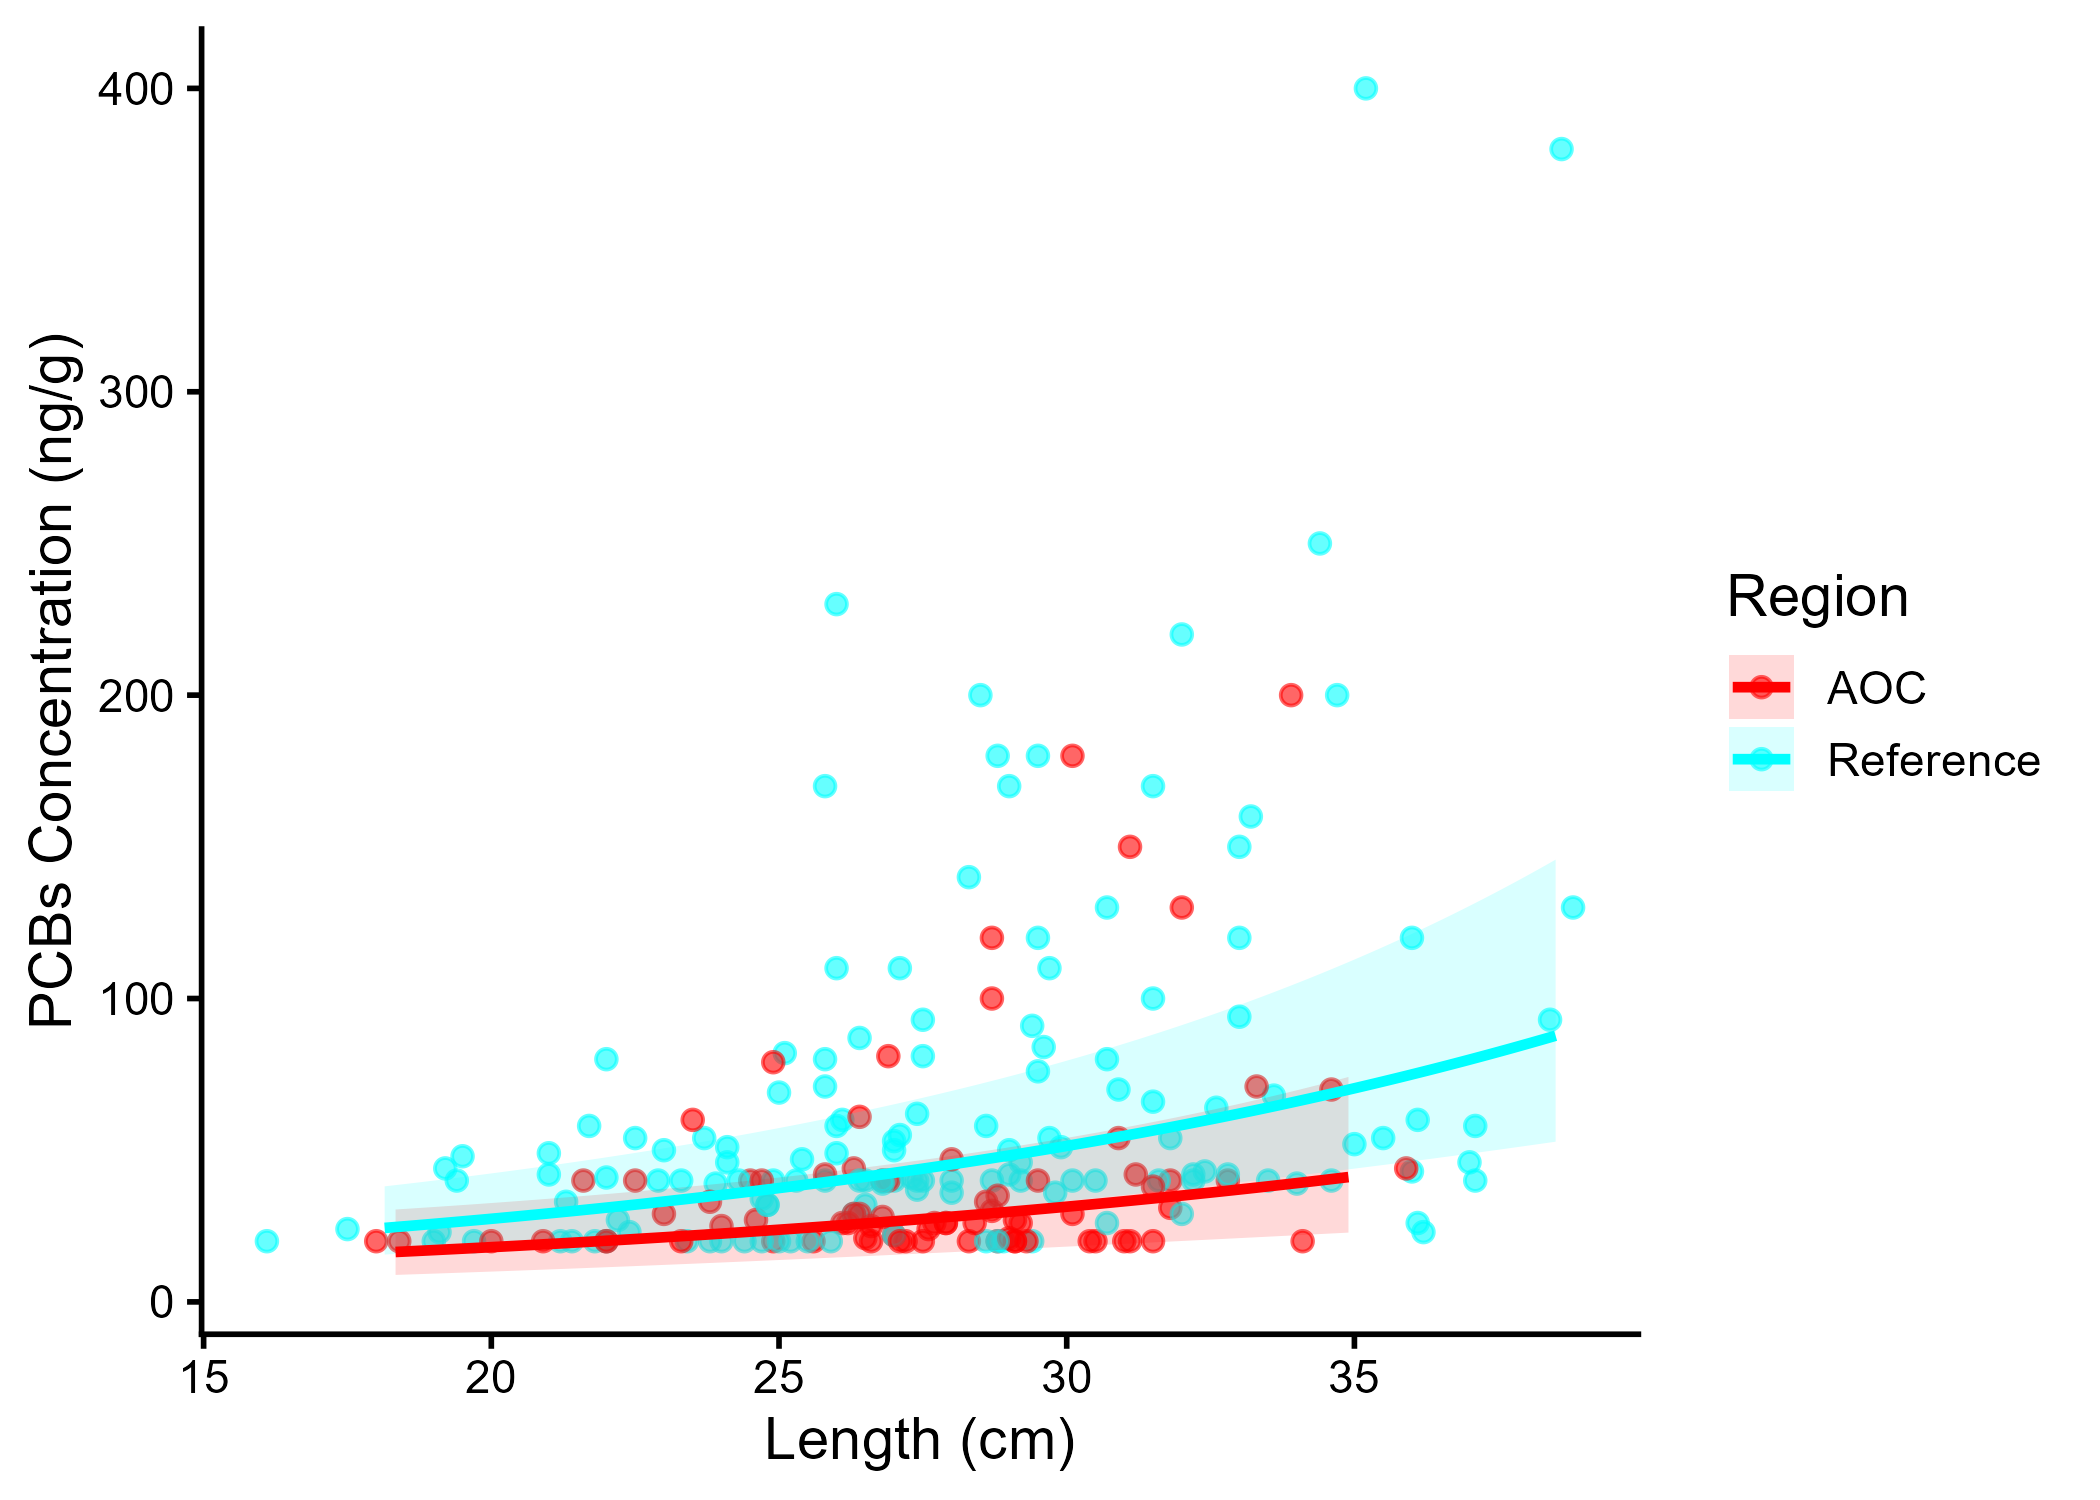 PCBs Concentration (ng/g)
400
300
200
100
0
15
20
25
30
35
Length (cm)
Region
AOC
Reference